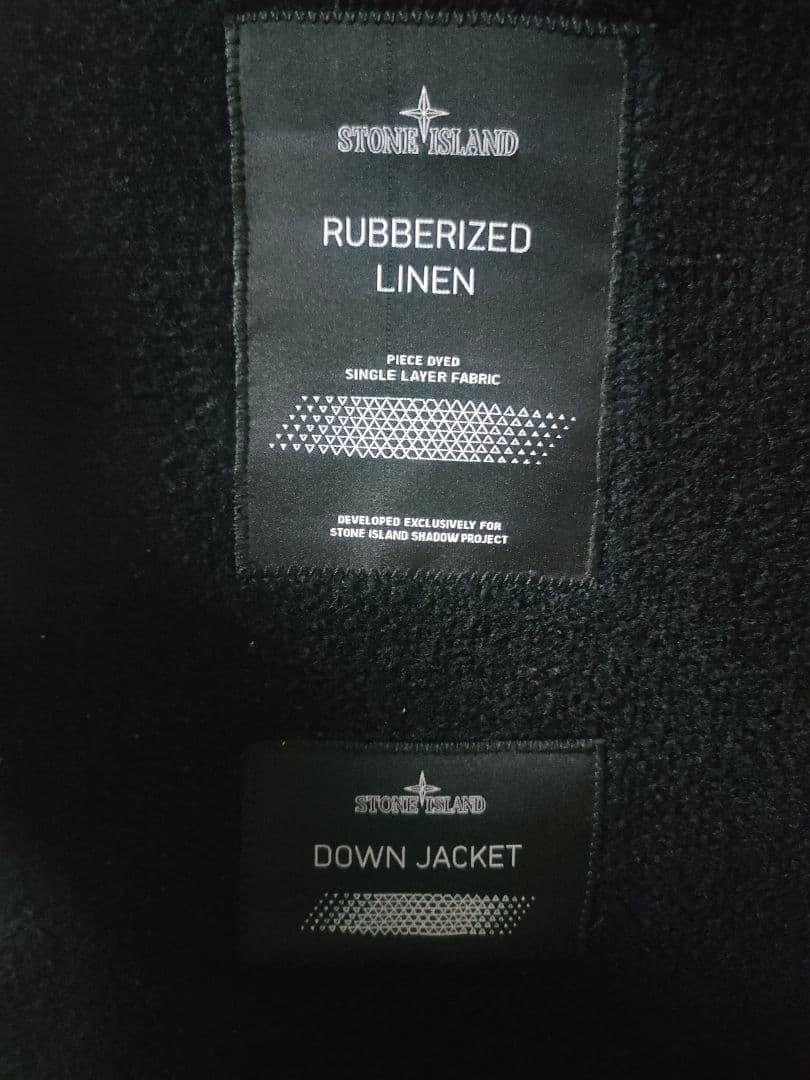 STONE ISLAND
RUBBERIZED
LINEN
PIECE DYED
SINGLE LAYER FABRIC
DEVELOPED EXCLUSIVELY FOR
STONE ISLAND SHADOW PROJECT
STONE ISLAND
DOWN JACKET